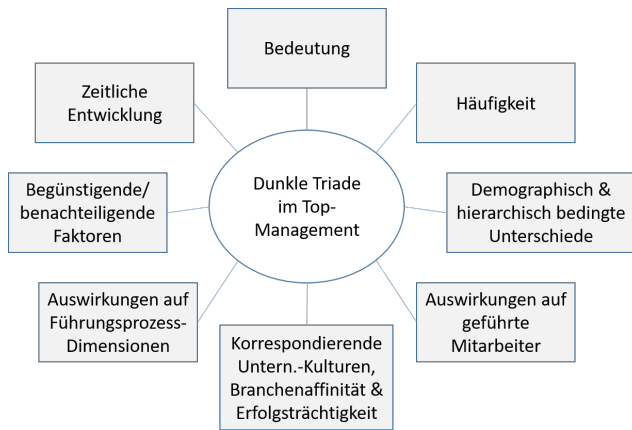 Bedeutung
Zeitliche
Entwicklung
Häufigkeit
Dunkle Triade
im Top-
Management
Begünstigende/
benachteiligende
Faktoren
Demographisch &
hierarchisch bedingte
Unterschiede
Auswirkungen auf
Führungsprozess-
Dimensionen
Auswirkungen auf
geführte
Mitarbeiter
Korrespondierende
Untern.-Kulturen,
Branchenaffinität &
Erfolgsträchtigkeit